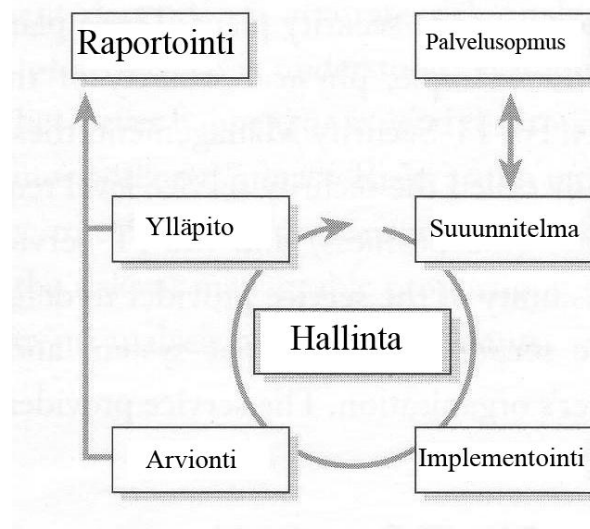 Raportointi
Palvelusopmus
Ylläpito
Suuunnitelma
Hallinta
Arvionti
Implementointi